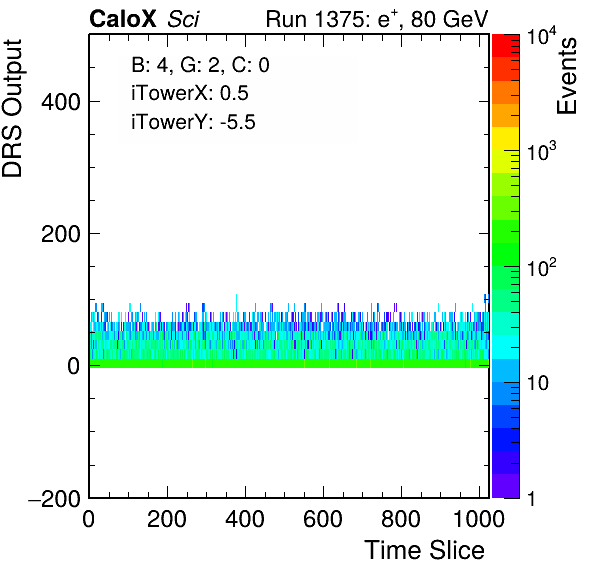 CaloX Sci
Run 1375: e+, 80 GeV
B: 4, G: 2, C: 0
iTowerX: 0.5
iTowerY: -5.5
DRS Output
400
200
0
−200
0
200
400
600
800
1000
Time Slice
10^4
10^3
10^2
10
1
Events